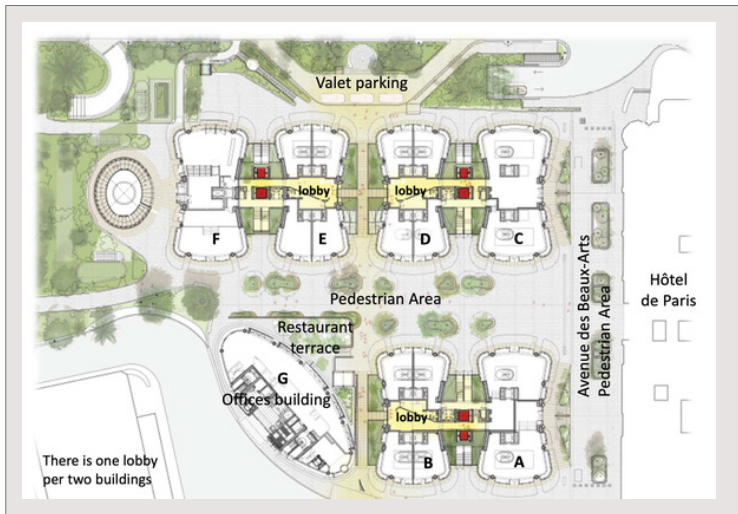 Valet parking
lobby
lobby
F
E
D
C
Pedestrian Area
Avenue des Beaux-Arts
Pedestrian Area
Hôtel
de Paris
Restaurant
terrace
G
Offices building
lobby
B
A
There is one lobby
per two buildings